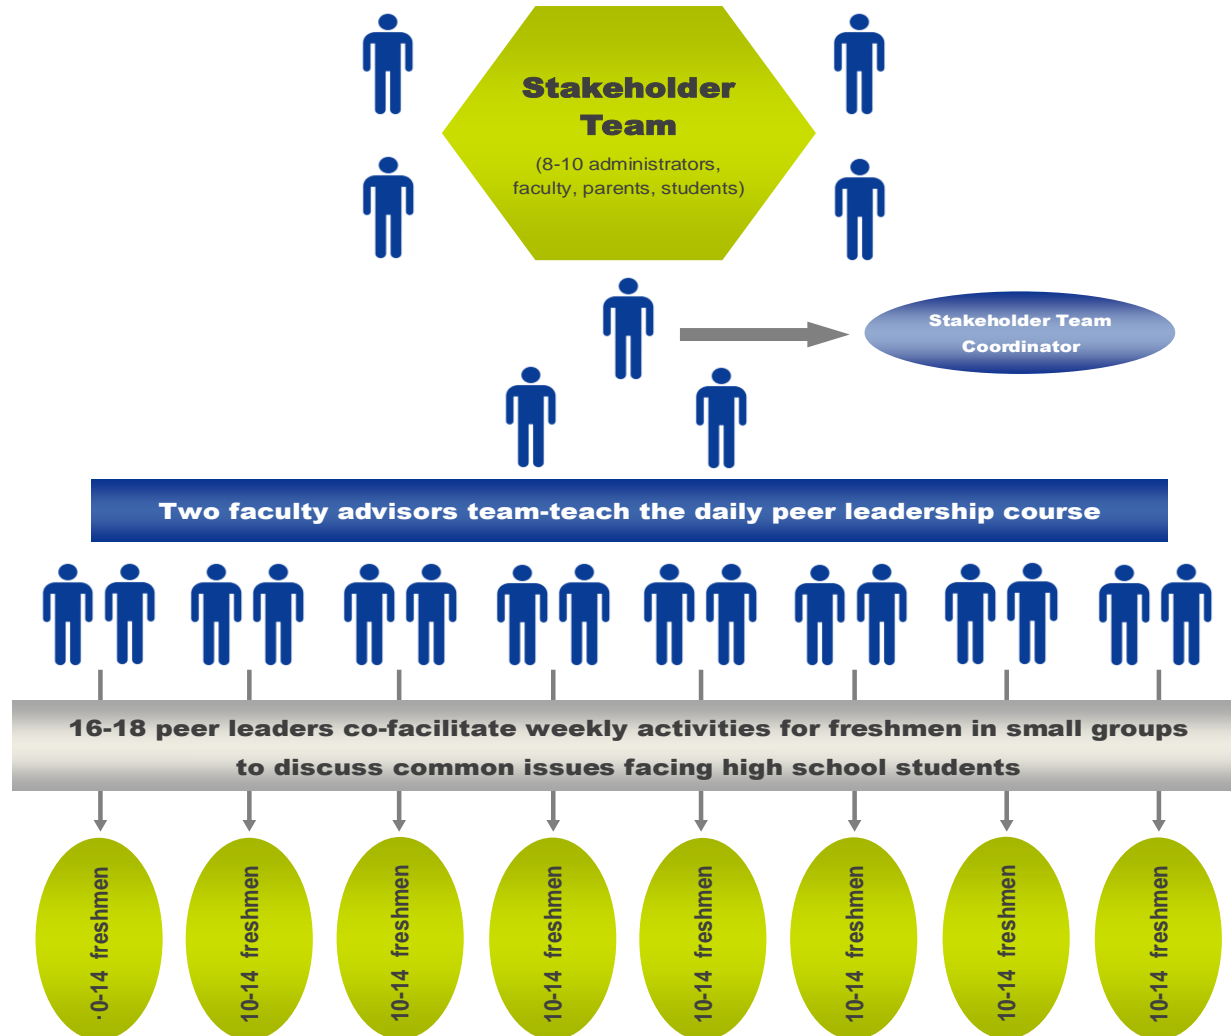 Stakeholder
Team
(8-10 administrators,
faculty, parents, students)
Stakeholder Team
Coordinator
Two faculty advisors team-teach the daily peer leadership course
16-18 peer leaders co-facilitate weekly activities for freshmen in small groups
to discuss common issues facing high school students
0-14 freshmen
10-14 freshmen
10-14 freshmen
10-14 freshmen
10-14 freshmen
10-14 freshmen
10-14 freshmen
10-14 freshmen